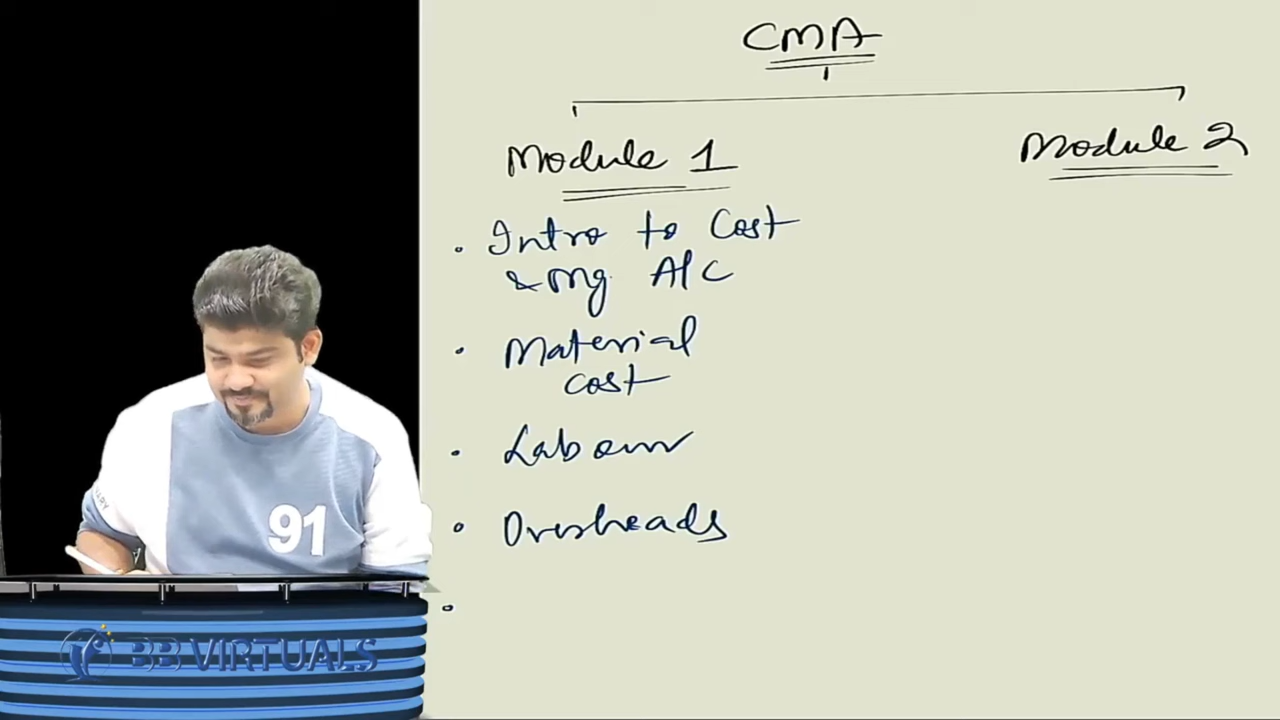 CMA
Module 1
Module 2
• Intro to Cost
& Mg A/C
• Material
cost
• Labour
• Overheads
•
91
BB VIRTUALS